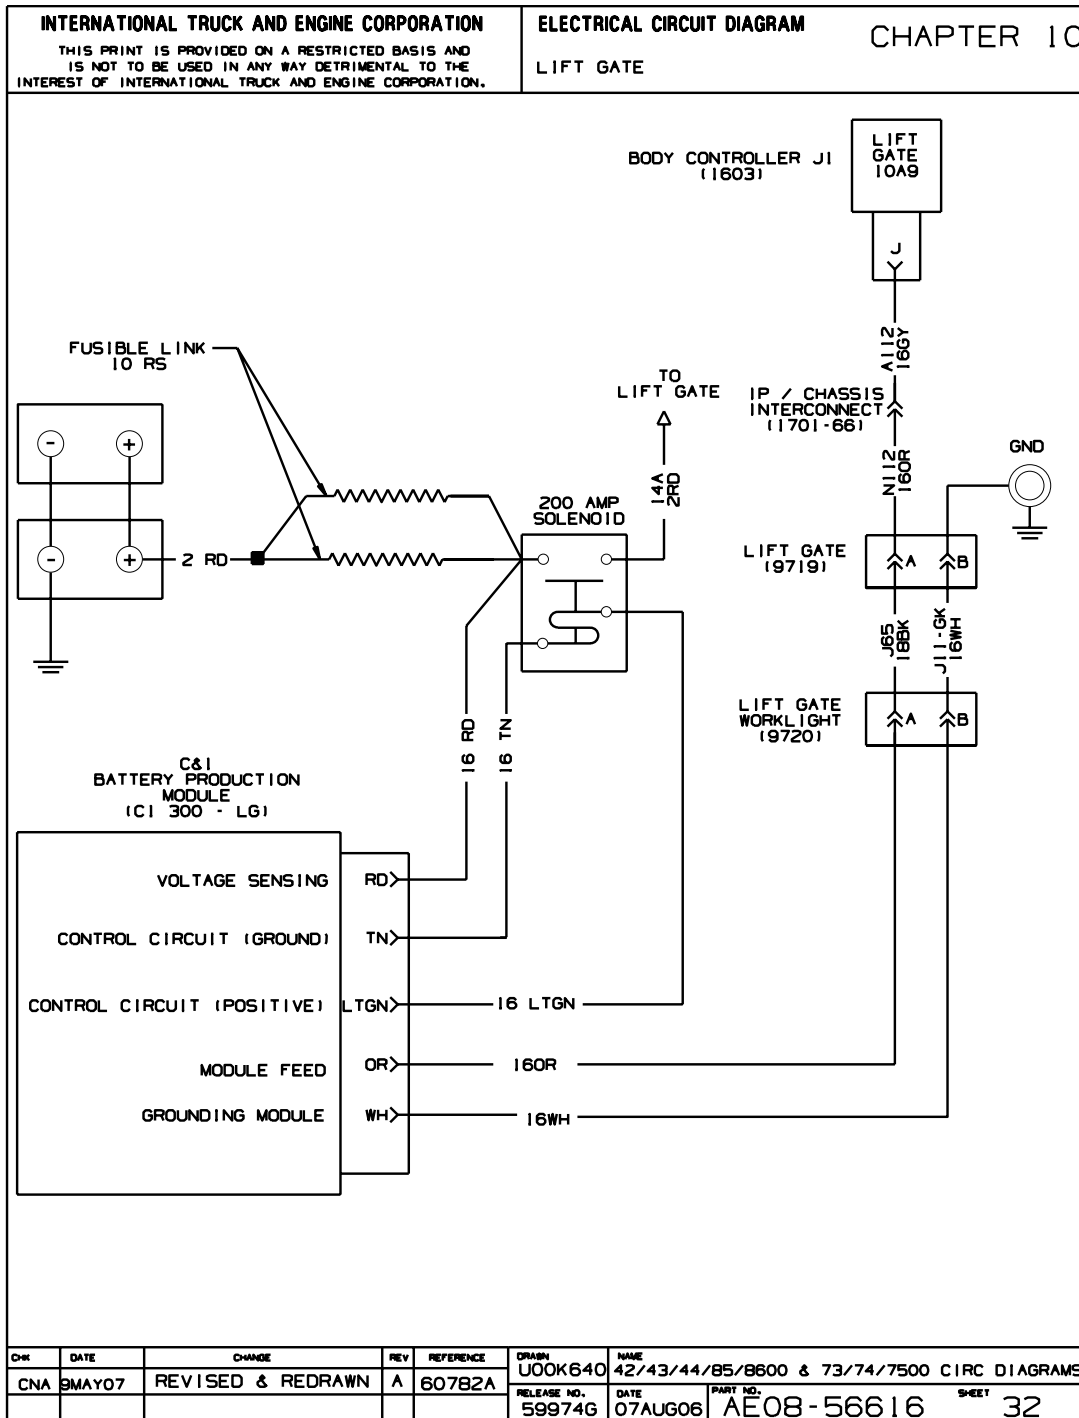 INTERNATIONAL TRUCK AND ENGINE CORPORATION
THIS PRINT IS PROVIDED ON A RESTRICTED BASIS AND
IS NOT TO BE USED IN ANY WAY DETRIMENTAL TO THE
INTEREST OF INTERNATIONAL TRUCK AND ENGINE CORPORATION.
ELECTRICAL CIRCUIT DIAGRAM
LIFT GATE
CHAPTER 10
BODY CONTROLLER J1
(1603)
LIFT
GATE
10A9
J
A112
16GY
FUSIBLE LINK
10 RS
TO
LIFT GATE
IP / CHASSIS
INTERCONNECT
(1701-66)
N112
16OR
GND
- +
14A
2RD
200 AMP
SOLENOID
- +
2 RD
LIFT GATE
(9719)
A B
J65
18BK
J11-GK
16WH
LIFT GATE
WORKLIGHT
(9720)
A B
16 RD
16 TN
C&I
BATTERY PRODUCTION
MODULE
(CI 300 - LG)
VOLTAGE SENSING RD
CONTROL CIRCUIT (GROUND) TN
CONTROL CIRCUIT (POSITIVE) LTGN 16 LTGN
MODULE FEED OR 16OR
GROUNDING MODULE WH 16WH
CHK DATE CHANGE REV REFERENCE
CNA 9MAY07 REVISED & REDRAWN A 60782A
DRAWN
U00K640
NAME
42/43/44/85/8600 & 73/74/7500 CIRC DIAGRAMS
RELEASE NO.
59974G
DATE
07AUG06
PART NO.
AE08-56616
SHEET
32